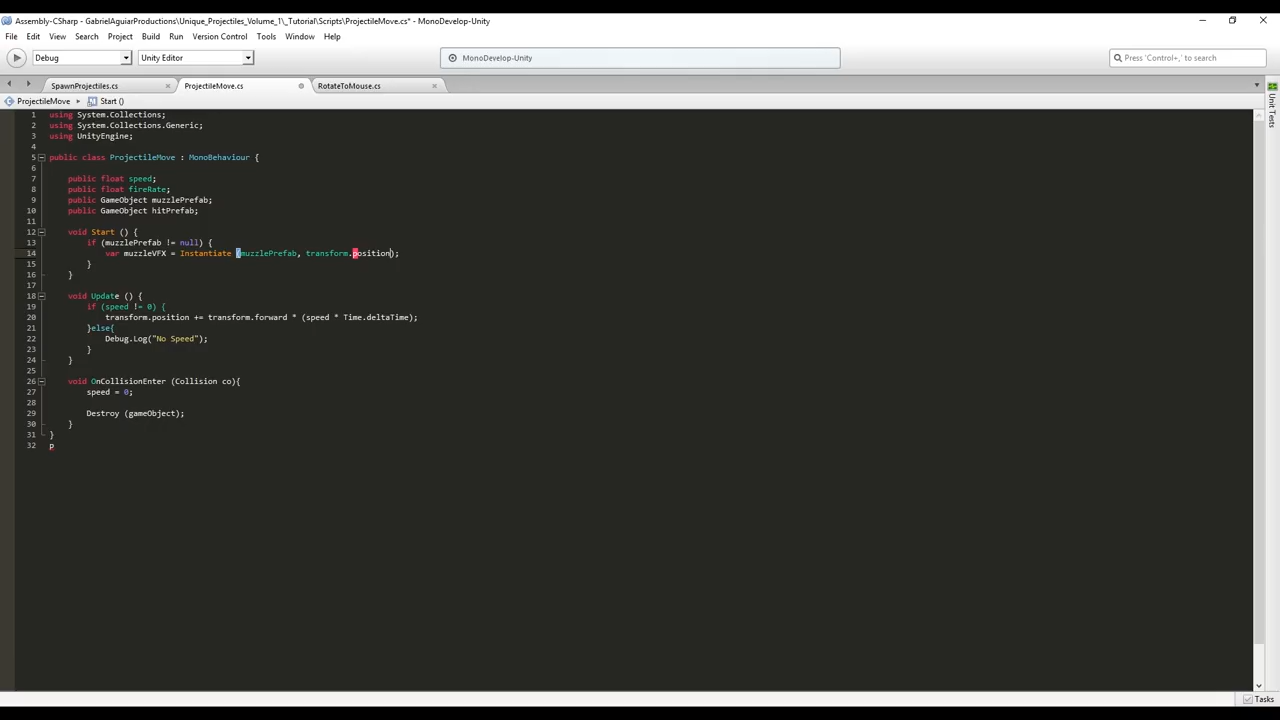 Assembly-CSharp - GabrielAguiarProductions\Unique_Projectiles_Volume_1\_Tutorial\Scripts\ProjectileMove.cs* - MonoDevelop-Unity
File Edit View Search Project Build Run Version Control Tools Window Help
Debug Unity Editor MonoDevelop-Unity Press 'Control+,' to search
SpawnProjectiles.cs ProjectileMove.cs RotateToMouse.cs
ProjectileMove Start ()
Unit Tests
1 using System.Collections;
2 using System.Collections.Generic;
3 using UnityEngine;
4
5 public class ProjectileMove : MonoBehaviour {
6
7 public float speed;
8 public float fireRate;
9 public GameObject muzzlePrefab;
10 public GameObject hitPrefab;
11
12 void Start () {
13 if (muzzlePrefab != null) {
14 var muzzleVFX = Instantiate (muzzlePrefab, transform.position);
15 }
16 }
17
18 void Update () {
19 if (speed != 0) {
20 transform.position += transform.forward * (speed * Time.deltaTime);
21 }else{
22 Debug.Log("No Speed");
23 }
24 }
25
26 void OnCollisionEnter (Collision co){
27 speed = 0;
28
29 Destroy (gameObject);
30 }
31 }
32 p
Tasks